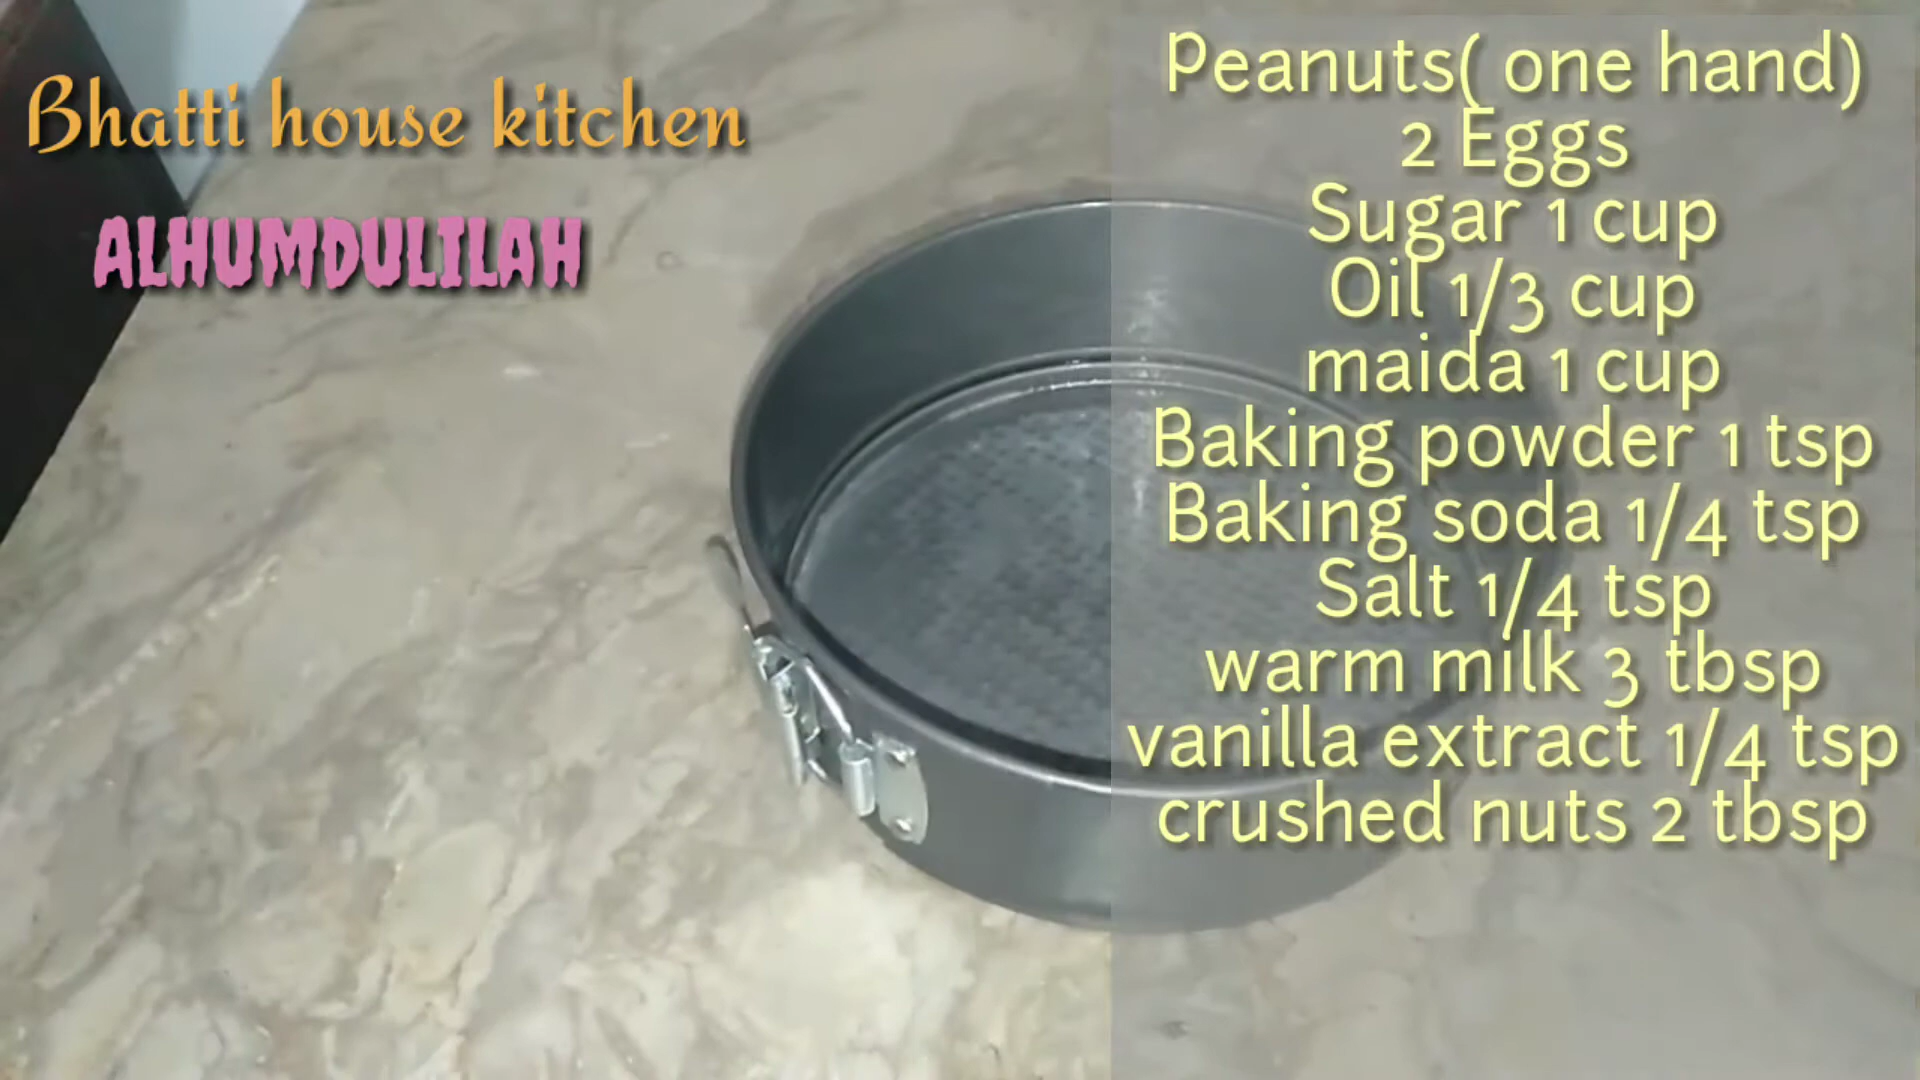 Bhatti house kitchen
ALHUMDULILAH
Peanuts( one hand)
2 Eggs
Sugar 1 cup
Oil 1/3 cup
maida 1 cup
Baking powder 1 tsp
Baking soda 1/4 tsp
Salt 1/4 tsp
warm milk 3 tbsp
vanilla extract 1/4 tsp
crushed nuts 2 tbsp